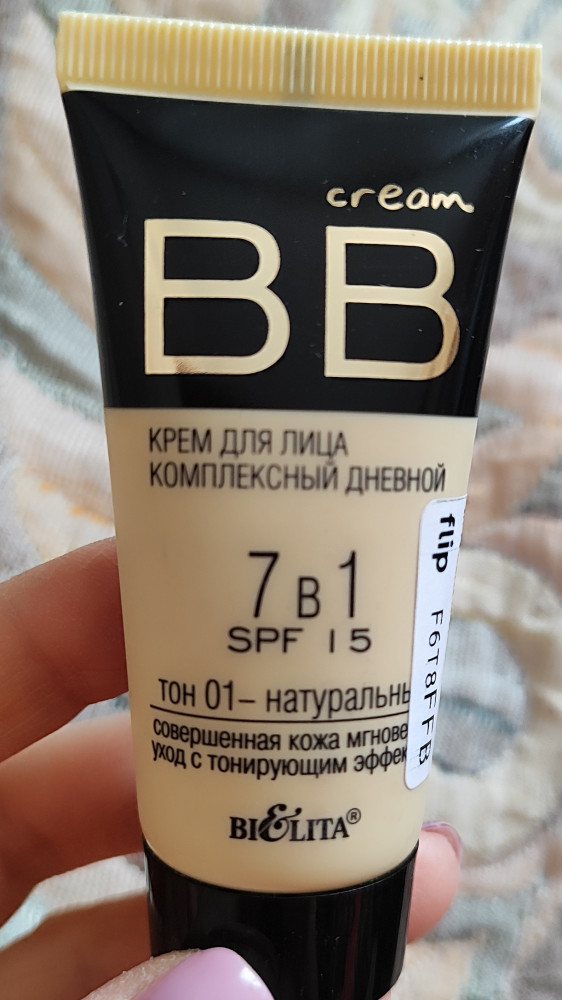 cream
BB
КРЕМ ДЛЯ ЛИЦА
КОМПЛЕКСНЫЙ ДНЕВНОЙ
7 в 1
SPF 15
тон 01– натуральны
совершенная кожа мгнове
уход с тонирующим эффек
BIELITA®
flip F6T8FFB